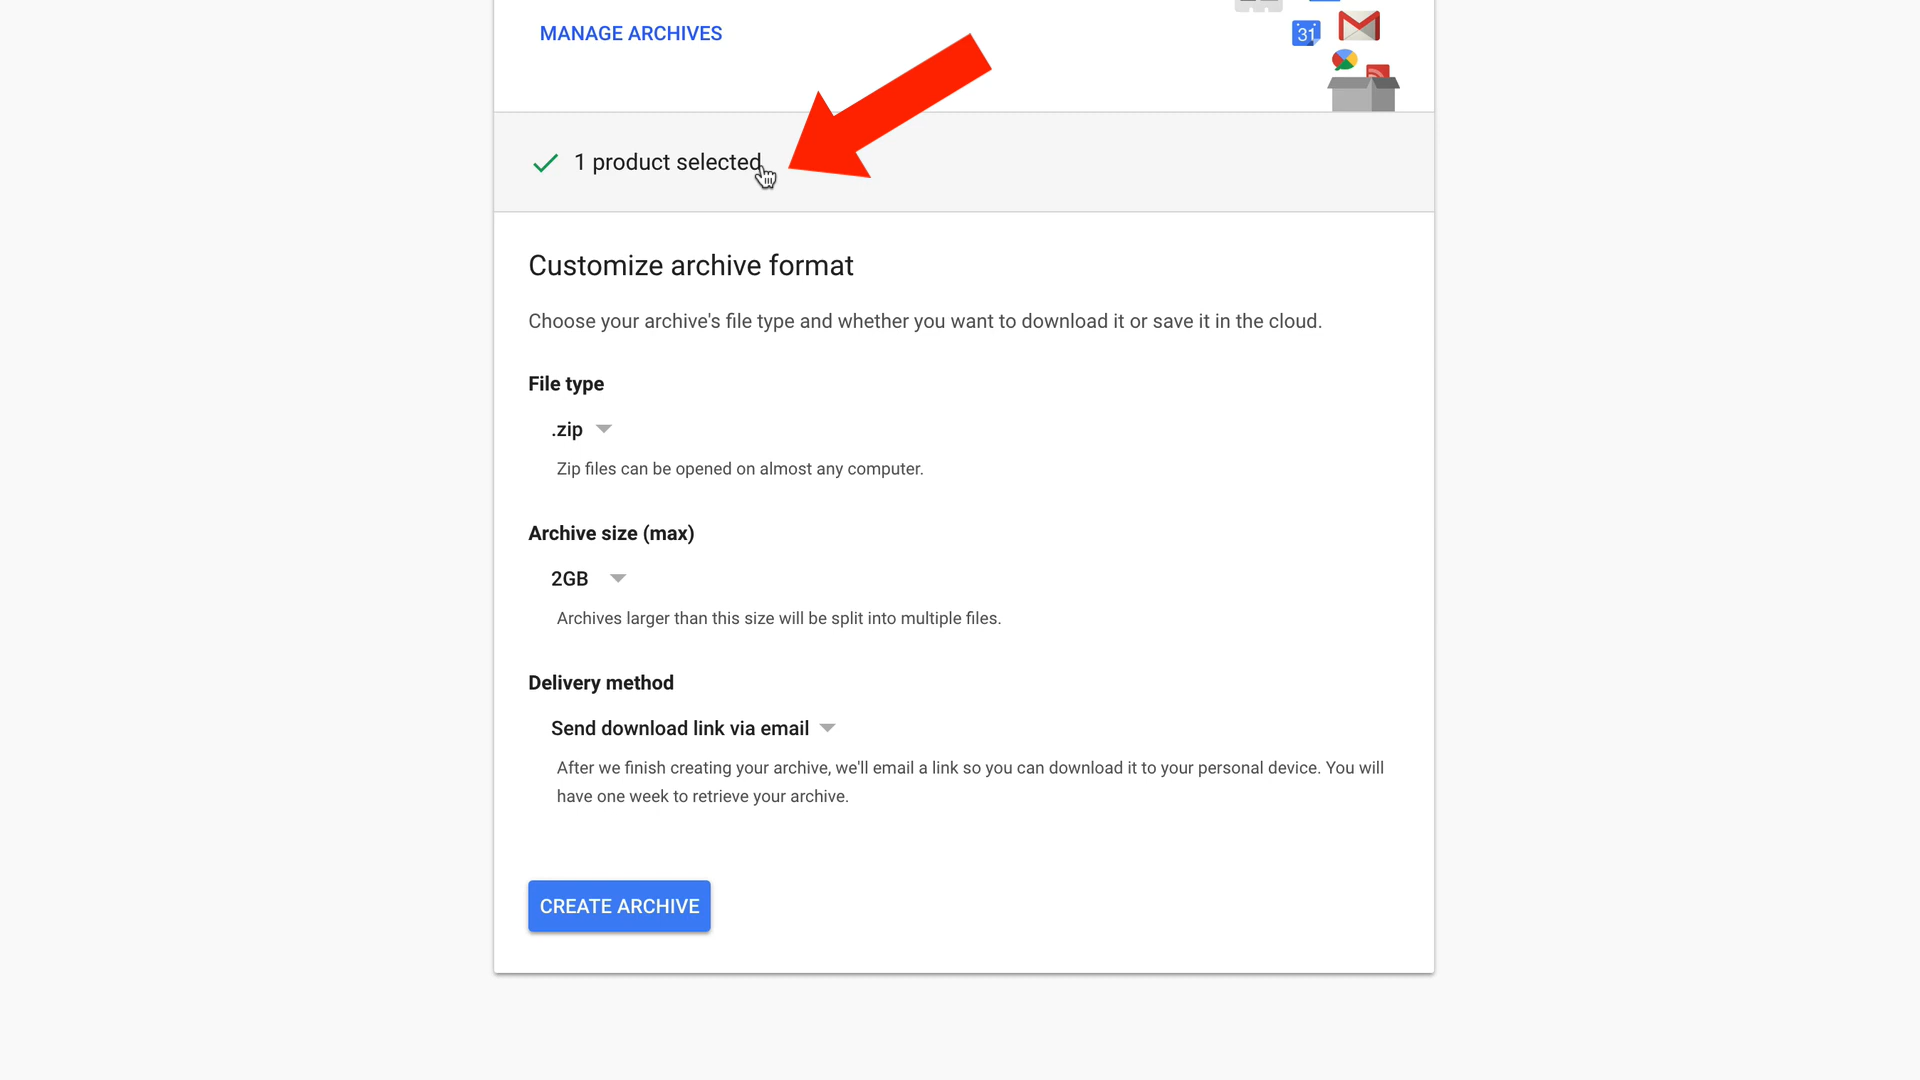 MANAGE ARCHIVES
31
1 product selected
Customize archive format
Choose your archive's file type and whether you want to download it or save it in the cloud.
File type
.zip
Zip files can be opened on almost any computer.
Archive size (max)
2GB
Archives larger than this size will be split into multiple files.
Delivery method
Send download link via email
After we finish creating your archive, we'll email a link so you can download it to your personal device. You will
have one week to retrieve your archive.
CREATE ARCHIVE